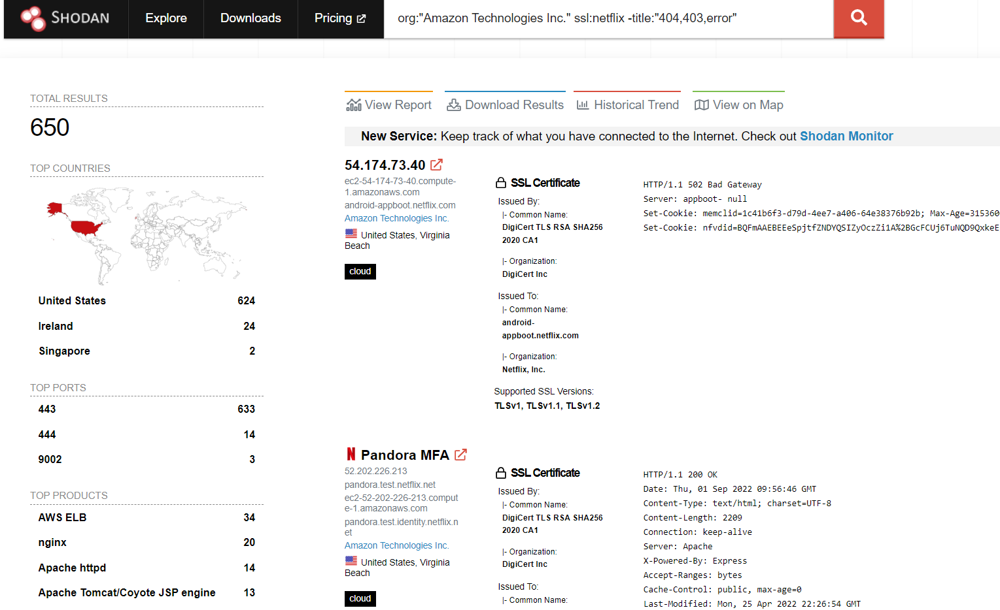 SHODAN
Explore
Downloads
Pricing
org:"Amazon Technologies Inc." ssl:netflix -title:"404,403,error"
TOTAL RESULTS
650
TOP COUNTRIES
United States 624
Ireland 24
Singapore 2
TOP PORTS
443 633
444 14
9002 3
TOP PRODUCTS
AWS ELB 34
nginx 20
Apache httpd 14
Apache Tomcat/Coyote JSP engine 13
View Report
Download Results
Historical Trend
View on Map
New Service: Keep track of what you have connected to the Internet. Check out Shodan Monitor
54.174.73.40
ec2-54-174-73-40.compute-
1.amazonaws.com
android-appboot.netflix.com
Amazon Technologies Inc.
United States, Virginia
Beach
cloud
SSL Certificate
Issued By:
|- Common Name:
DigiCert TLS RSA SHA256
2020 CA1
|- Organization:
DigiCert Inc
Issued To:
|- Common Name:
android-
appboot.netflix.com
|- Organization:
Netflix, Inc.
Supported SSL Versions:
TLSv1, TLSv1.1, TLSv1.2
HTTP/1.1 502 Bad Gateway
Server: appboot- null
Set-Cookie: memclid=1c41b6f3-d79d-4ee7-a406-64e38376b92b; Max-Age=315360
Set-Cookie: nfvdid=BQFmAAEBEEeSpjtfZNDYQSIZyOczZi1A%2BGcFCUj6TuNQD9QxkeE
N Pandora MFA
52.202.226.213
pandora.test.netflix.net
ec2-52-202-226-213.comput
e-1.amazonaws.com
pandora.test.identity.netflix.n
et
Amazon Technologies Inc.
United States, Virginia
Beach
cloud
SSL Certificate
Issued By:
|- Common Name:
DigiCert TLS RSA SHA256
2020 CA1
|- Organization:
DigiCert Inc
Issued To:
|- Common Name:
HTTP/1.1 200 OK
Date: Thu, 01 Sep 2022 09:56:46 GMT
Content-Type: text/html; charset=UTF-8
Content-Length: 2209
Connection: keep-alive
Server: Apache
X-Powered-By: Express
Accept-Ranges: bytes
Cache-Control: public, max-age=0
Last-Modified: Mon, 25 Apr 2022 22:26:54 GMT